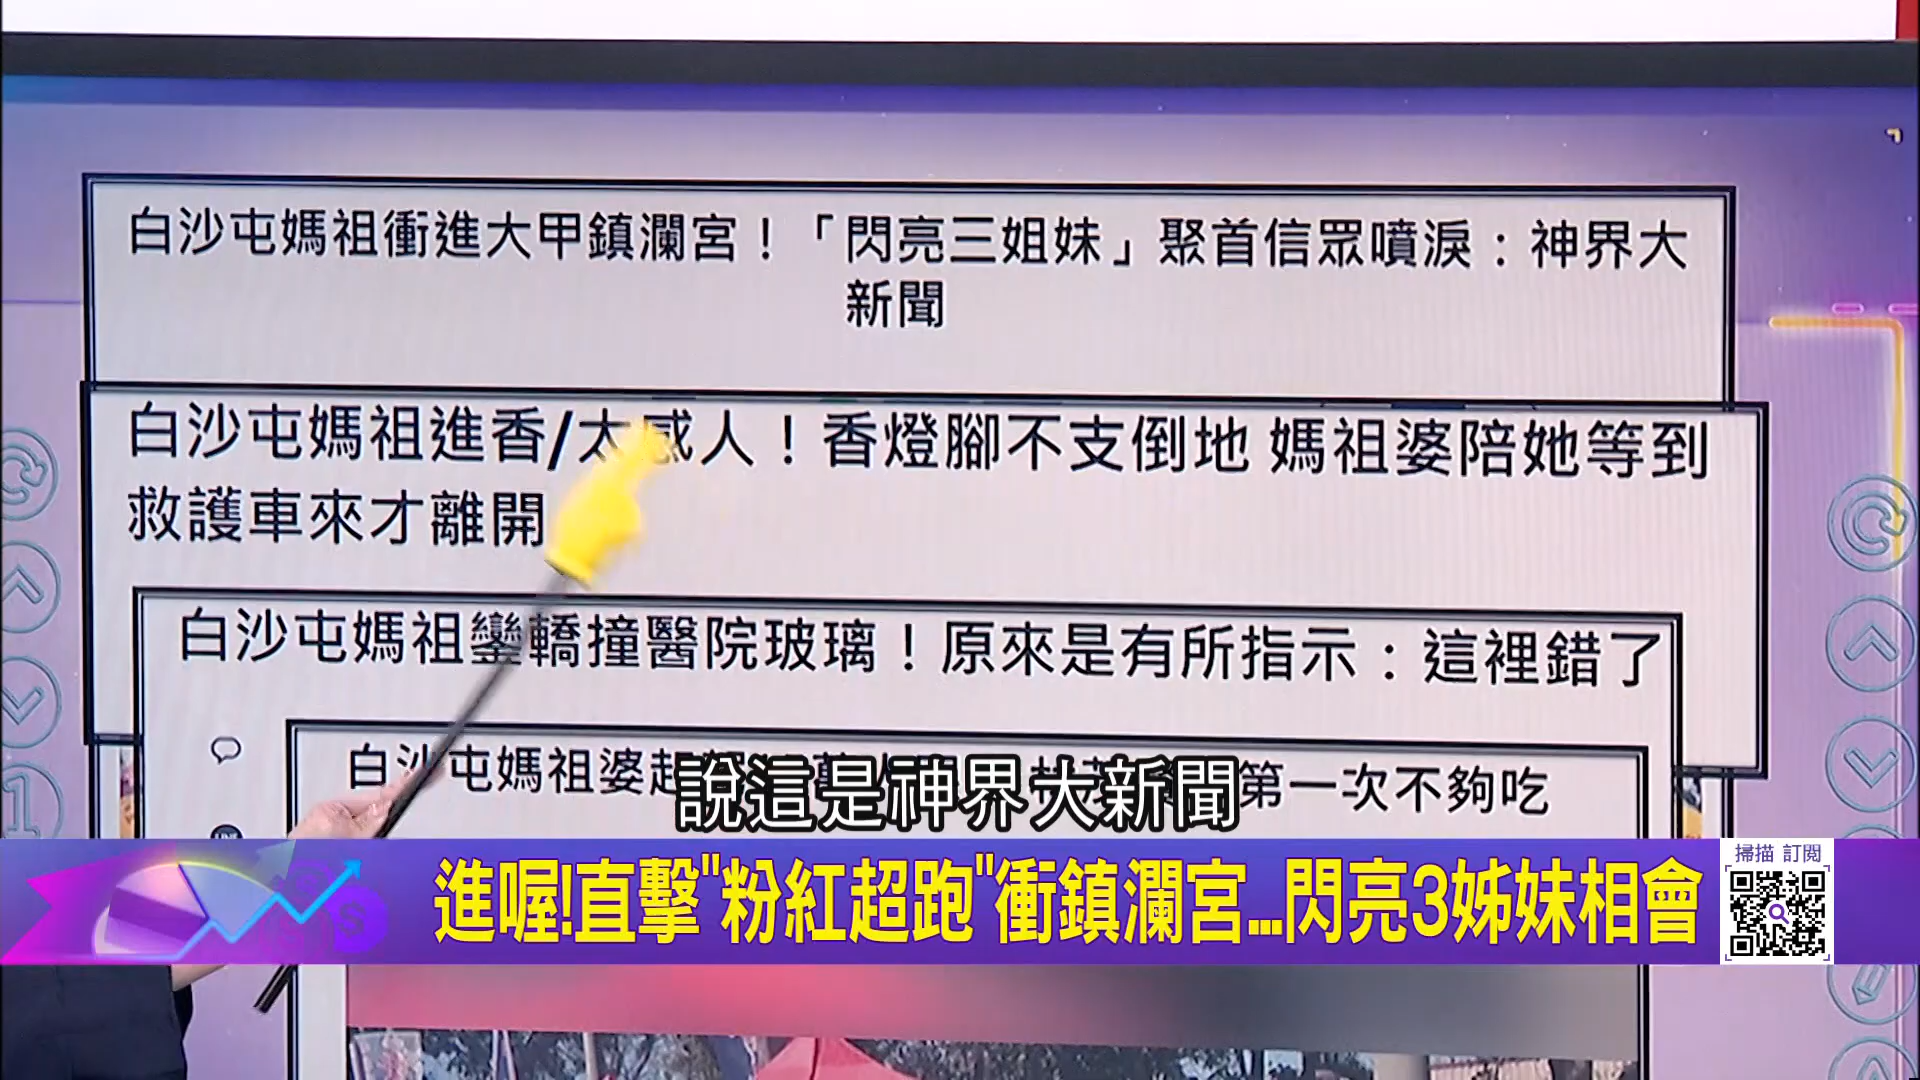 白沙屯媽祖衝進大甲鎮瀾宮！「閃亮三姐妹」聚首信眾噴淚：神界大
新聞
白沙屯媽祖進香/太感人！香燈腳不支倒地 媽祖婆陪她等到
救護車來才離開
白沙屯媽祖鑾轎撞醫院玻璃！原來是有所指示：這裡錯了
白沙屯媽祖婆起 第一次不夠吃
說這是神界大新聞
進喔!直擊"粉紅超跑"衝鎮瀾宮...閃亮3姊妹相會
掃描 訂閱